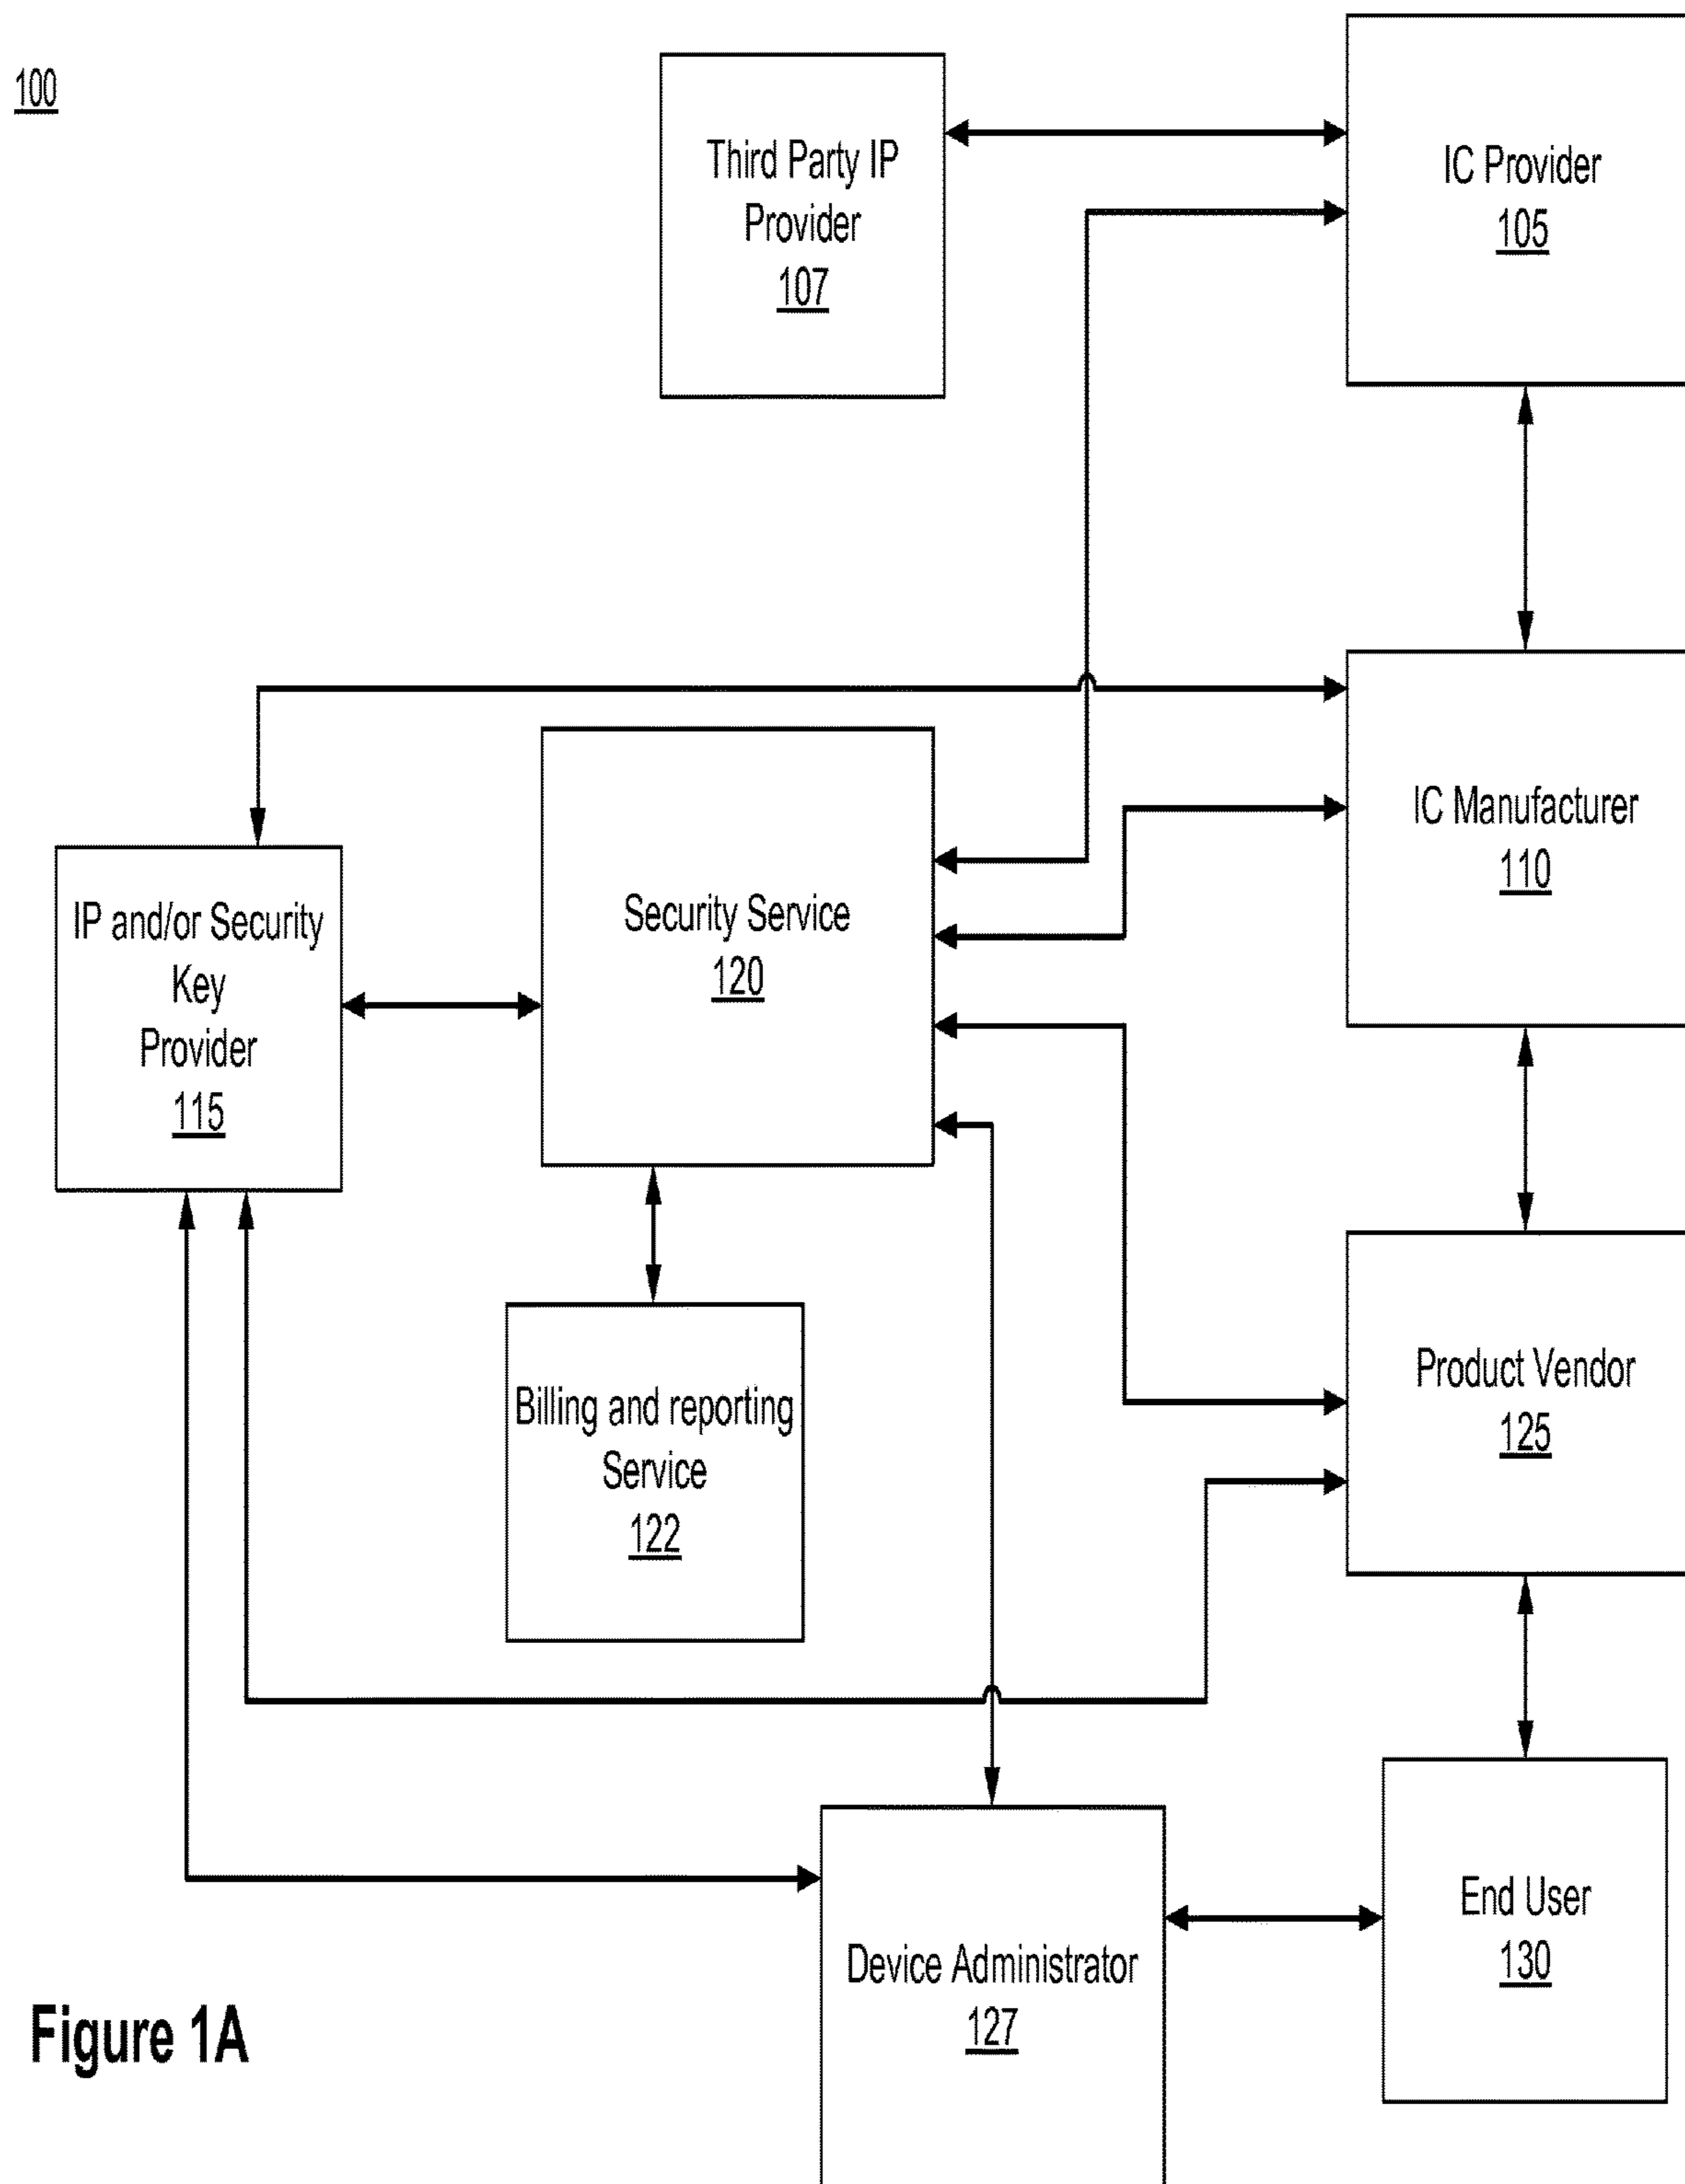 100
Third Party IP
Provider
107
IC Provider
105
IC Manufacturer
110
IP and/or Security
Key
Provider
115
Security Service
120
Billing and reporting
Service
122
Product Vendor
125
Device Administrator
127
End User
130
Figure 1A